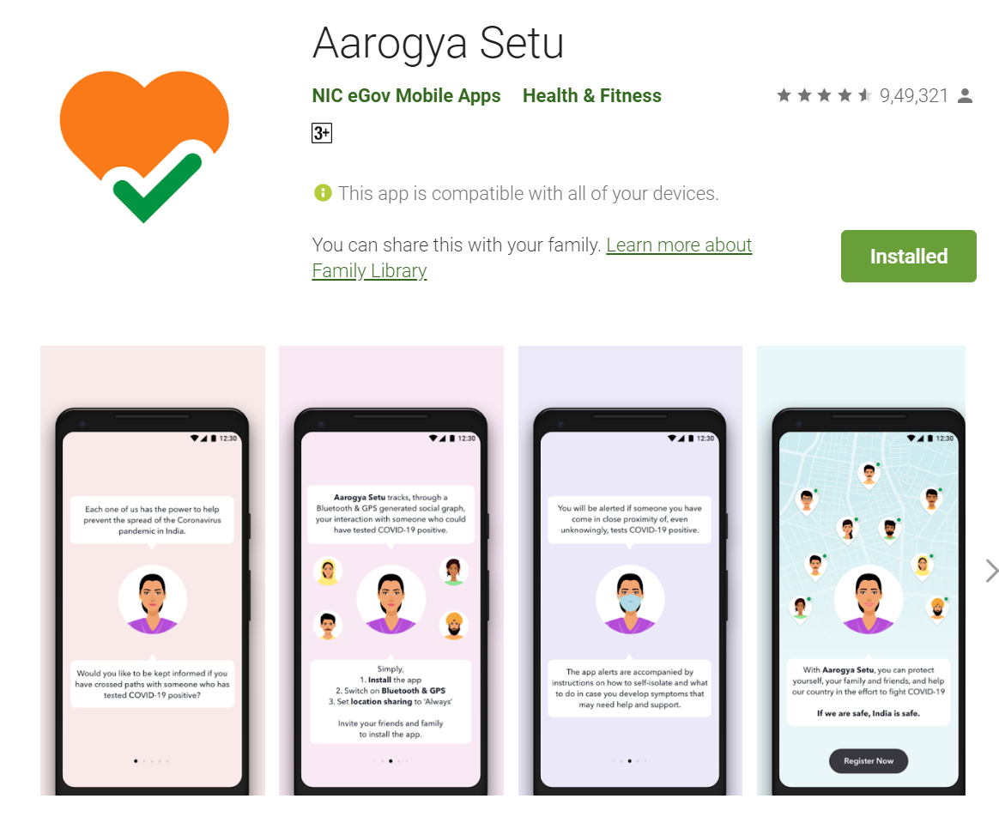 Aarogya Setu
NIC eGov Mobile Apps Health & Fitness 9,49,321
3+
This app is compatible with all of your devices.
You can share this with your family. Learn more about
Family Library
Installed
12:30
Each one of us has the power to help
prevent the spread of the Coronavirus
pandemic in India.
Would you like to be kept informed if you
have crossed paths with someone who has
tested COVID-19 positive?
12:30
Aarogya Setu tracks, through a
Bluetooth & GPS generated social graph,
your interaction with someone who could
have tested COVID-19 positive.
Simply,
1. Install the app
2. Switch on Bluetooth & GPS
3. Set location sharing to 'Always'
Invite your friends and family
to install the app.
12:30
You will be alerted if someone you have
come in close proximity of, even
unknowingly, tests COVID-19 positive.
The app alerts are accompanied by
instructions on how to self-isolate and what
to do in case you develop symptoms that
may need help and support.
12:30
With Aarogya Setu, you can protect
yourself, your family and friends, and help
our country in the effort to fight COVID-19
If we are safe, India is safe.
Register Now